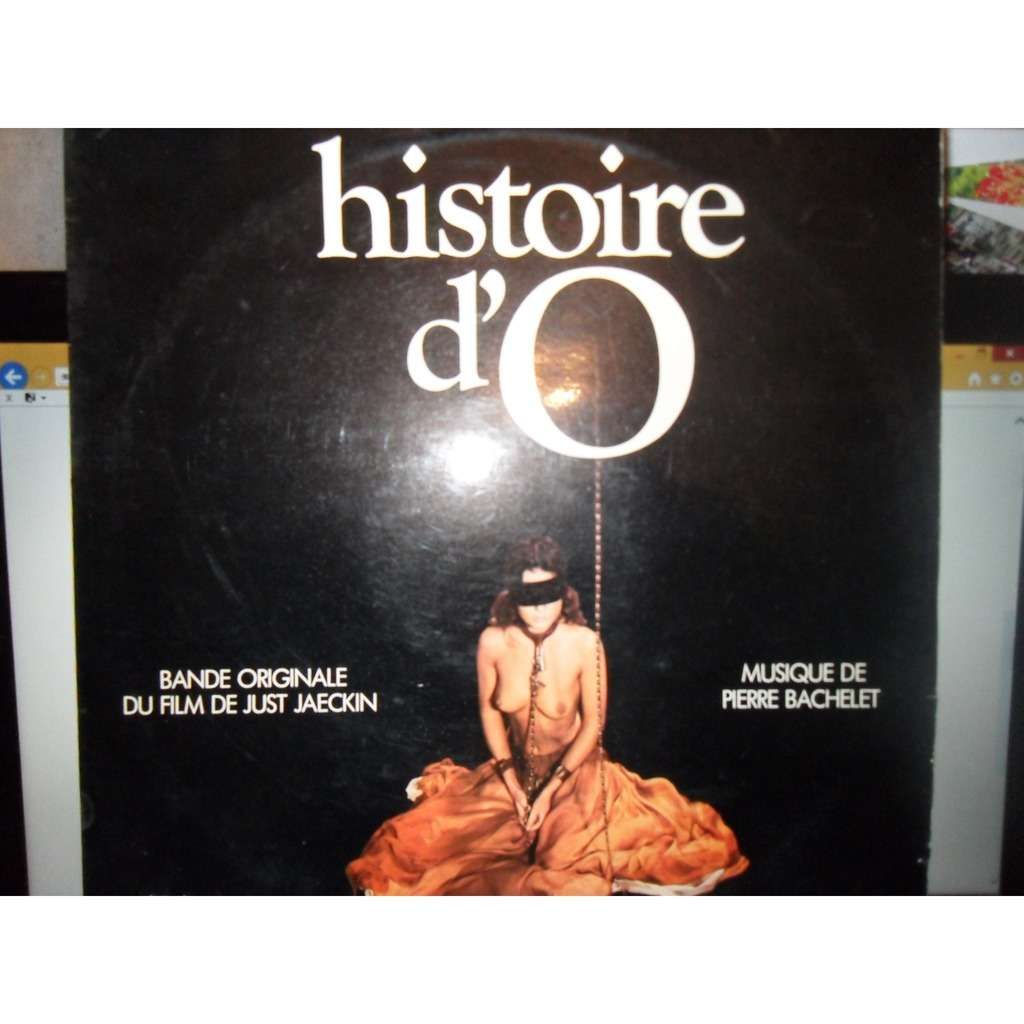 histoire
d'O
BANDE ORIGINALE
DU FILM DE JUST JAECKIN
MUSIQUE DE
PIERRE BACHELET